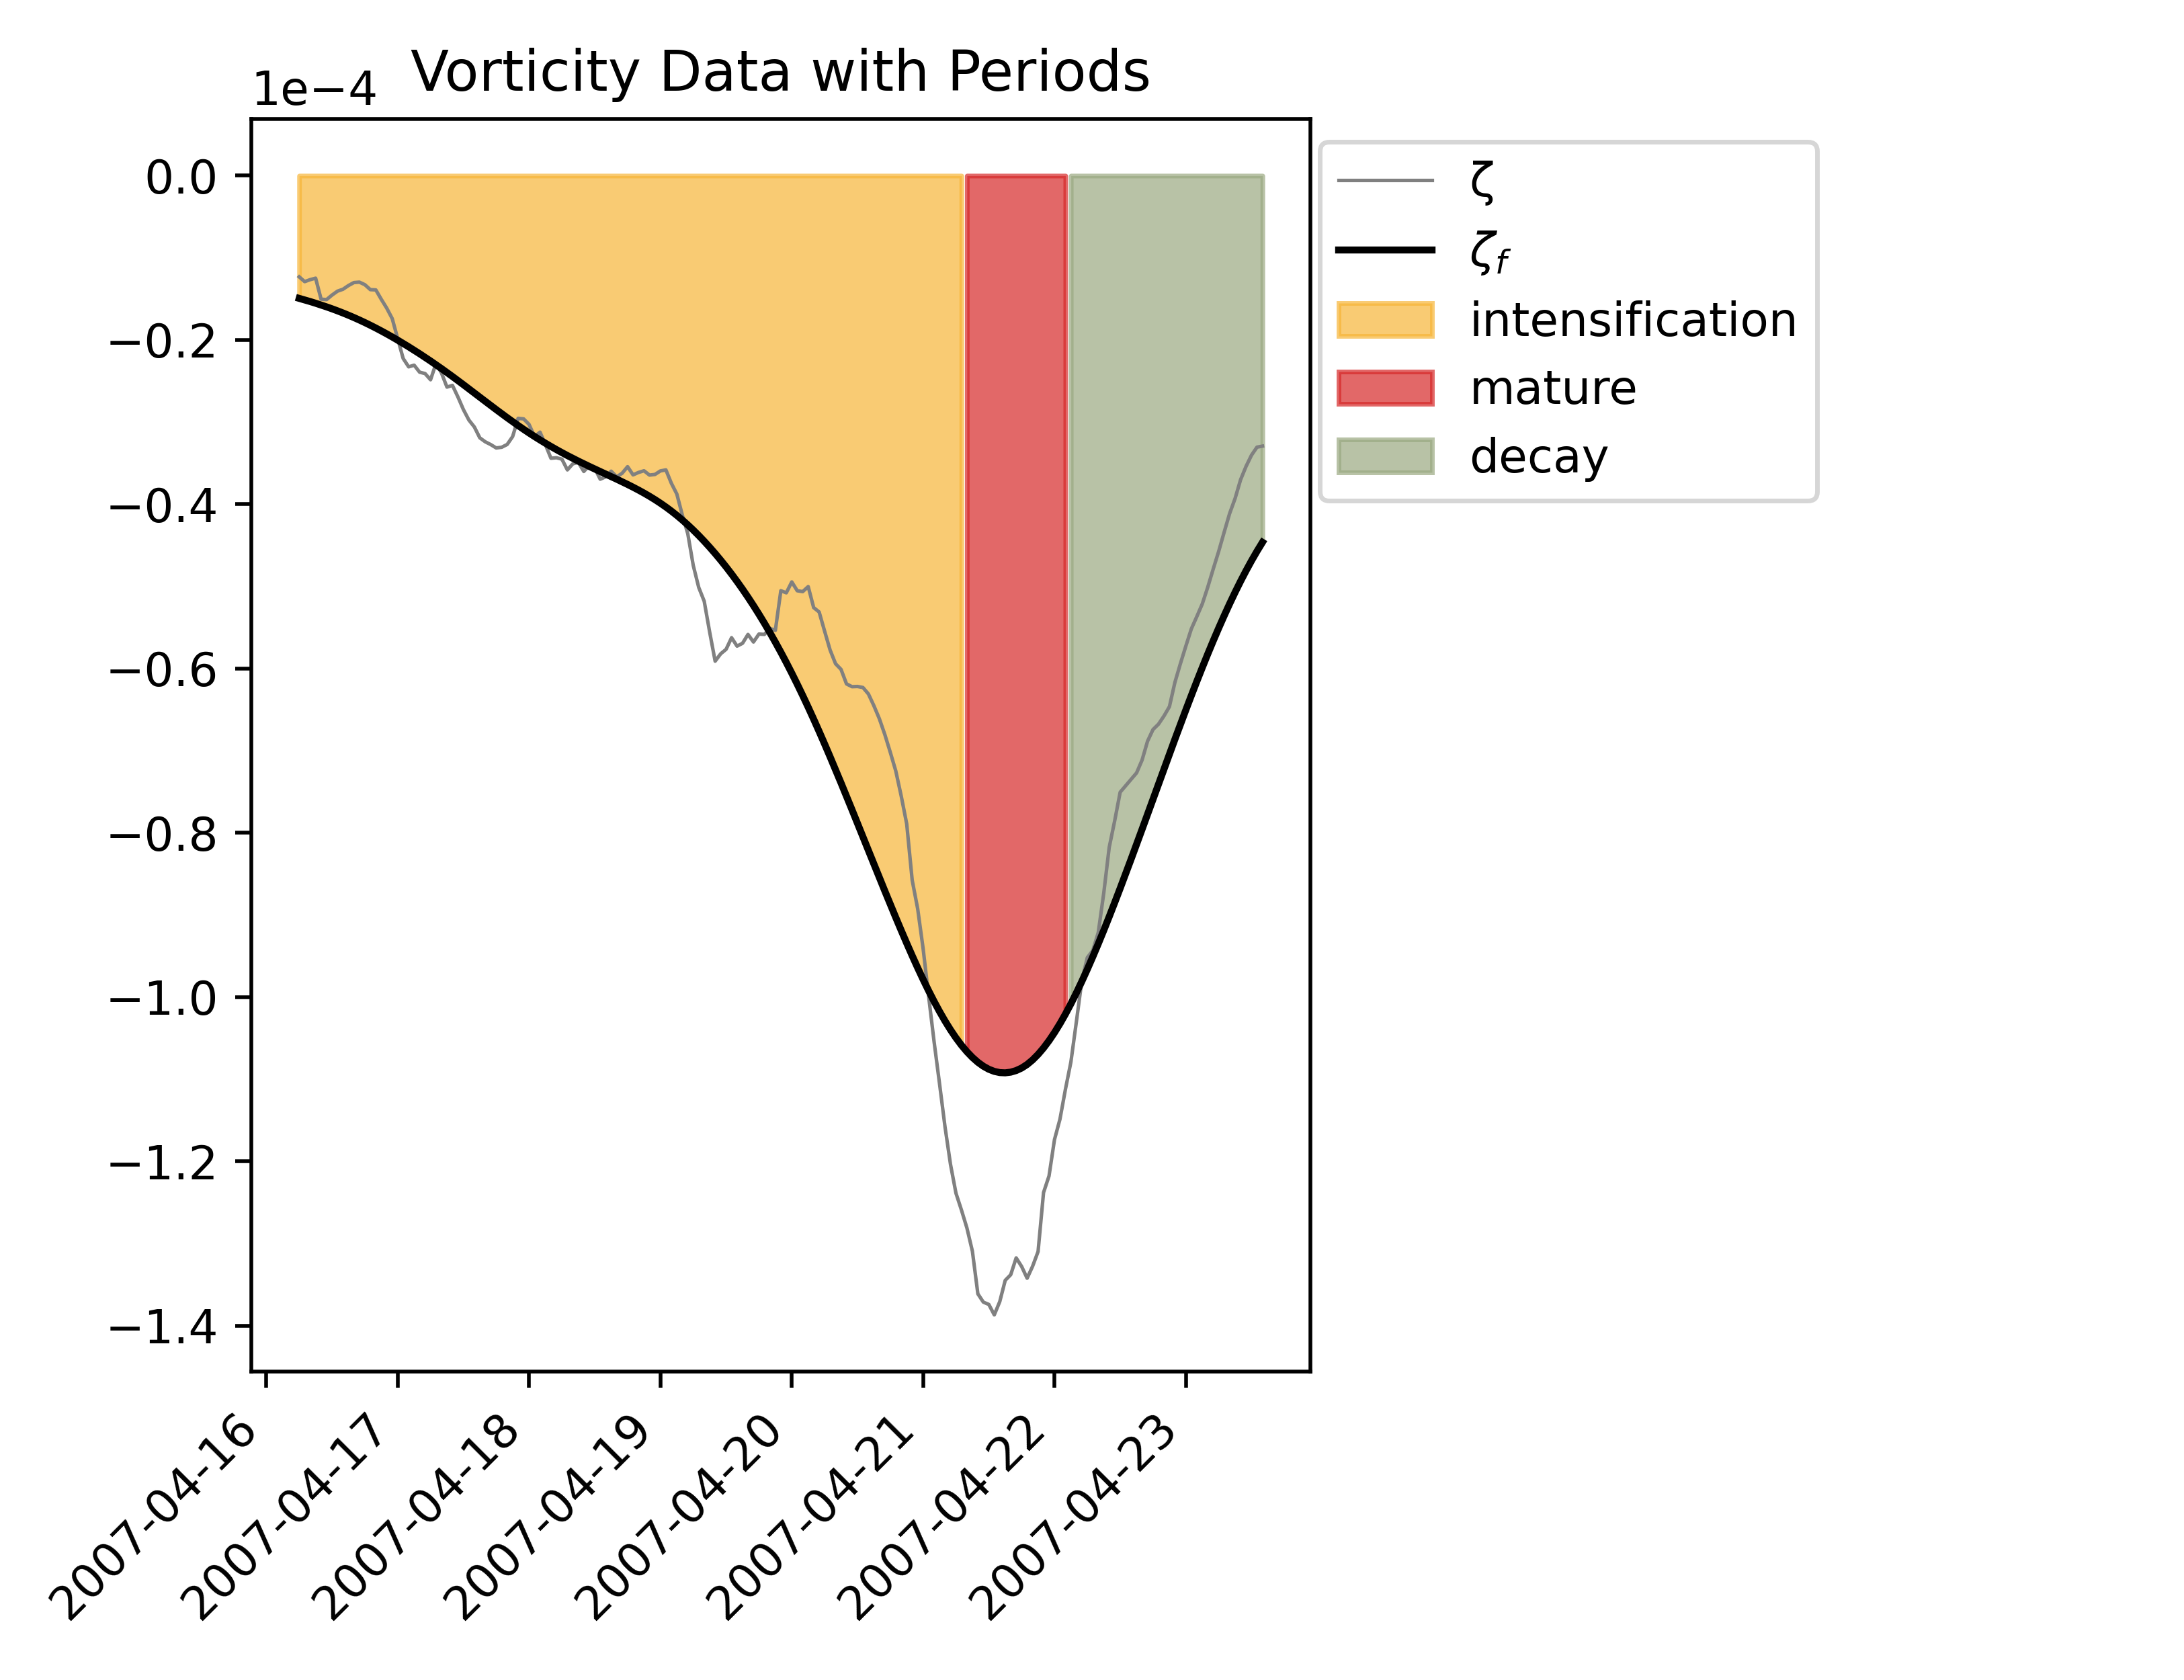 Vorticity Data with Periods
1e−4
0.0
−0.2
−0.4
−0.6
−0.8
−1.0
−1.2
−1.4
2007-04-16
2007-04-17
2007-04-18
2007-04-19
2007-04-20
2007-04-21
2007-04-22
2007-04-23
ζ
ζf
intensification
mature
decay